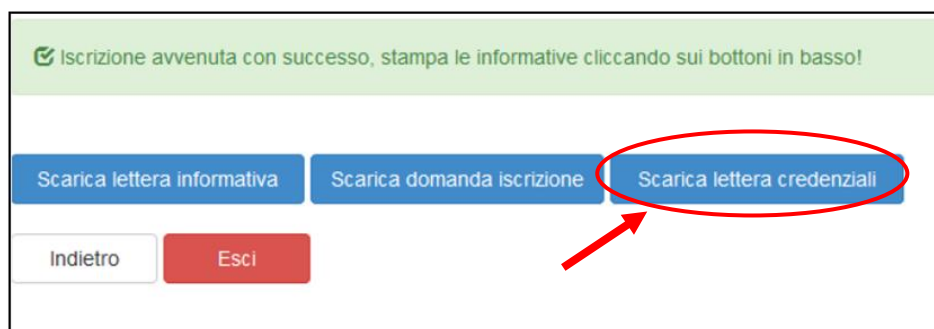 Iscrizione avvenuta con successo, stampa le informative cliccando sui bottoni in basso!
Scarica lettera informativa Scarica domanda iscrizione Scarica lettera credenziali
Indietro Esci